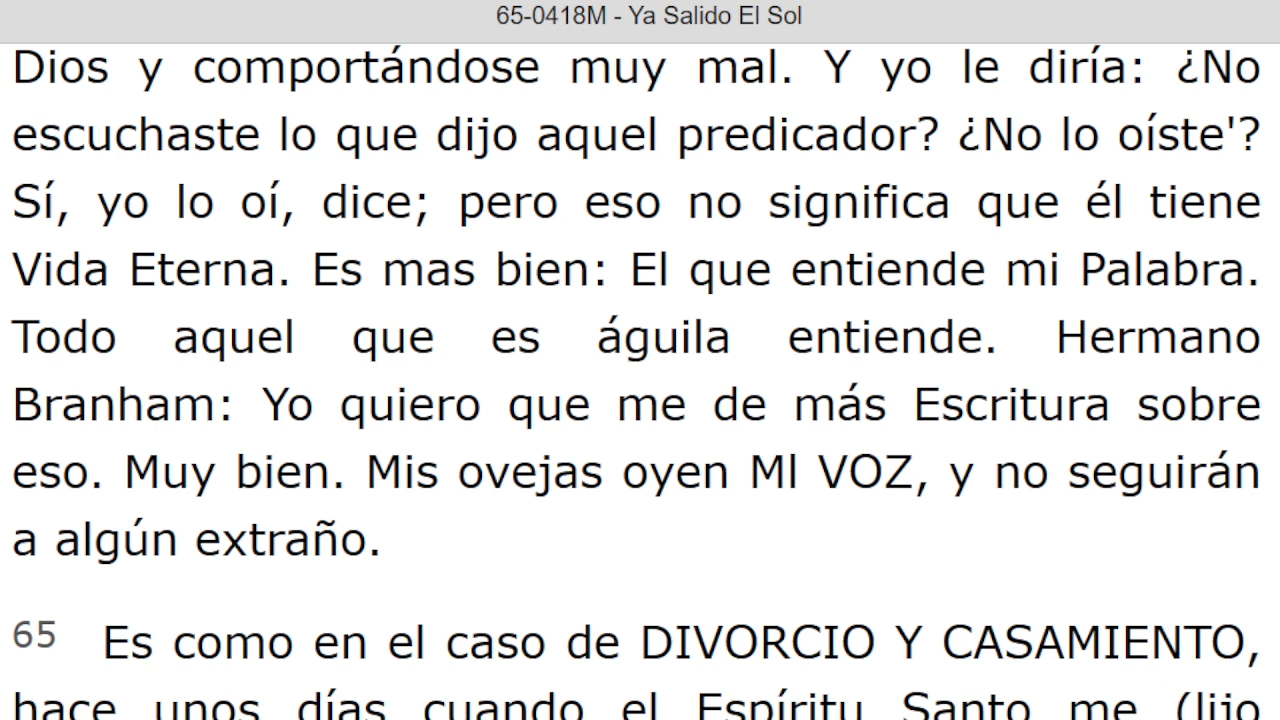 65-0418M - Ya Salido El Sol
Dios y comportándose muy mal. Y yo le diría: ¿No
escuchaste lo que dijo aquel predicador? ¿No lo oíste'?
Sí, yo lo oí, dice; pero eso no significa que él tiene
Vida Eterna. Es mas bien: El que entiende mi Palabra.
Todo aquel que es águila entiende. Hermano
Branham: Yo quiero que me de más Escritura sobre
eso. Muy bien. Mis ovejas oyen Ml VOZ, y no seguirán
a algún extraño.
65 Es como en el caso de DIVORCIO Y CASAMIENTO,
hace unos días cuando el Espíritu Santo me (lijo